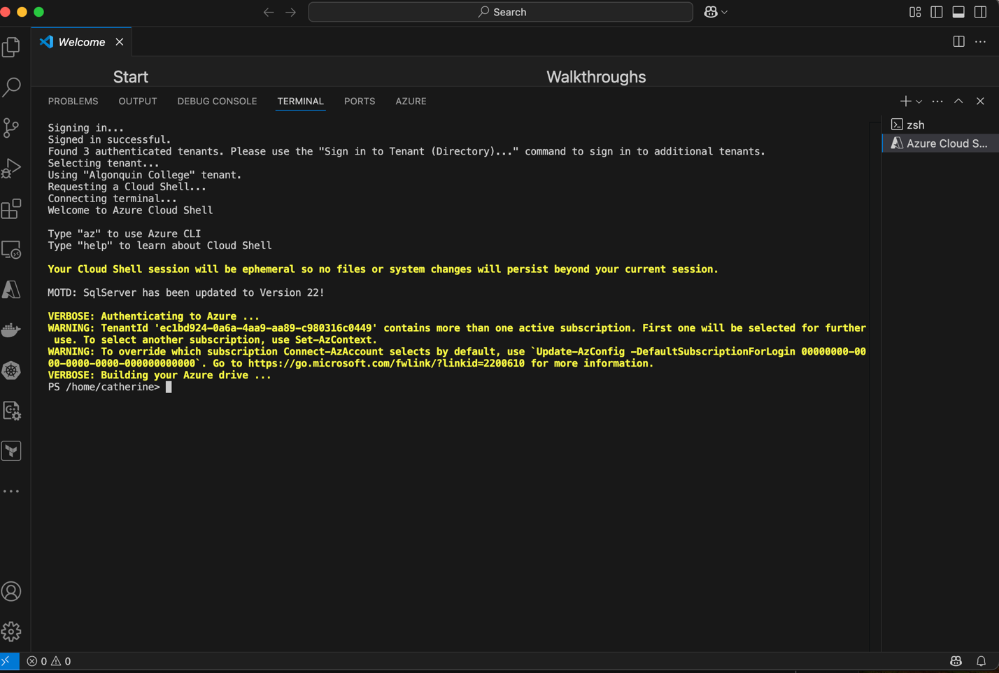 Search
Welcome
Start
Walkthroughs
PROBLEMS OUTPUT DEBUG CONSOLE TERMINAL PORTS AZURE
Signing in...
Signed in successful.
Found 3 authenticated tenants. Please use the "Sign in to Tenant (Directory)..." command to sign in to additional tenants.
Selecting tenant...
Using "Algonquin College" tenant.
Requesting a Cloud Shell...
Connecting terminal...
Welcome to Azure Cloud Shell
Type "az" to use Azure CLI
Type "help" to learn about Cloud Shell
Your Cloud Shell session will be ephemeral so no files or system changes will persist beyond your current session.
MOTD: SqlServer has been updated to Version 22!
VERBOSE: Authenticating to Azure ...
WARNING: TenantId 'ec1bd924-0a6a-4aa9-aa89-c980316c0449' contains more than one active subscription. First one will be selected for further
use. To select another subscription, use Set-AzContext.
WARNING: To override which subscription Connect-AzAccount selects by default, use `Update-AzConfig -DefaultSubscriptionForLogin 00000000-00
00-0000-0000-000000000000`. Go to https://go.microsoft.com/fwlink/?linkid=2200610 for more information.
VERBOSE: Building your Azure drive ...
PS /home/catherine>
zsh
Azure Cloud S...
0 0